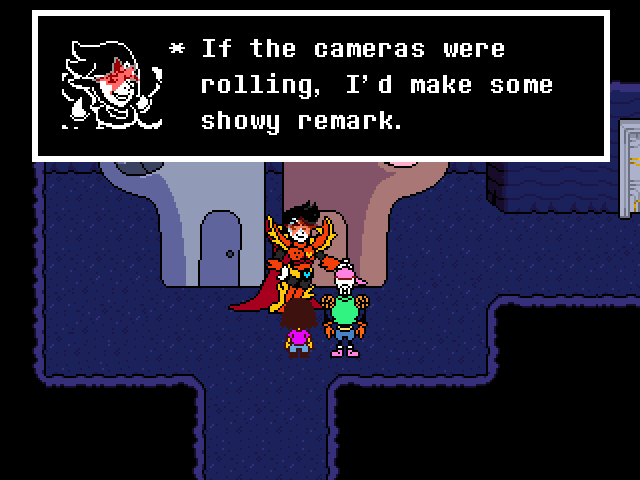 * If the cameras were
rolling, I'd make some
showy remark.